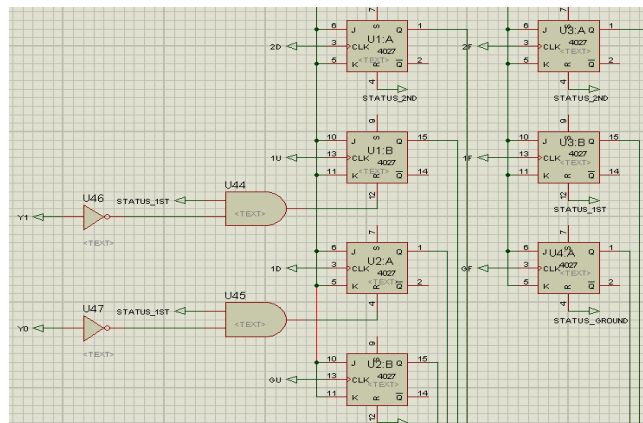 7
7
6 J S Q 1
U1:A
6 J S Q 1
U3:A
2D 3 CLK 4027
2F 3 CLK 4027
<TEXT>
<TEXT>
5 K R Q 2
5 K R Q 2
4
4
STATUS_2ND
STATUS_2ND
9
9
10 J S Q 15
U1:B
10 J S Q 15
U3:B
1U 13 CLK 4027
1F 13 CLK 4027
<TEXT>
<TEXT>
11 K R Q 14
11 K R Q 14
12
12
U46
STATUS_1ST
U44
STATUS_1ST
Y1
<TEXT>
<TEXT>
7
7
6 J S Q 1
U2:A
6 J S Q 1
U4:A
1D 3 CLK 4027
GF 3 CLK 4027
<TEXT>
<TEXT>
5 K R Q 2
5 K R Q 2
4
4
U47
STATUS_1ST
U45
STATUS_GROUND
Y0
<TEXT>
<TEXT>
9
10 J S Q 15
U2:B
GU 13 CLK 4027
<TEXT>
11 K R Q 14
12